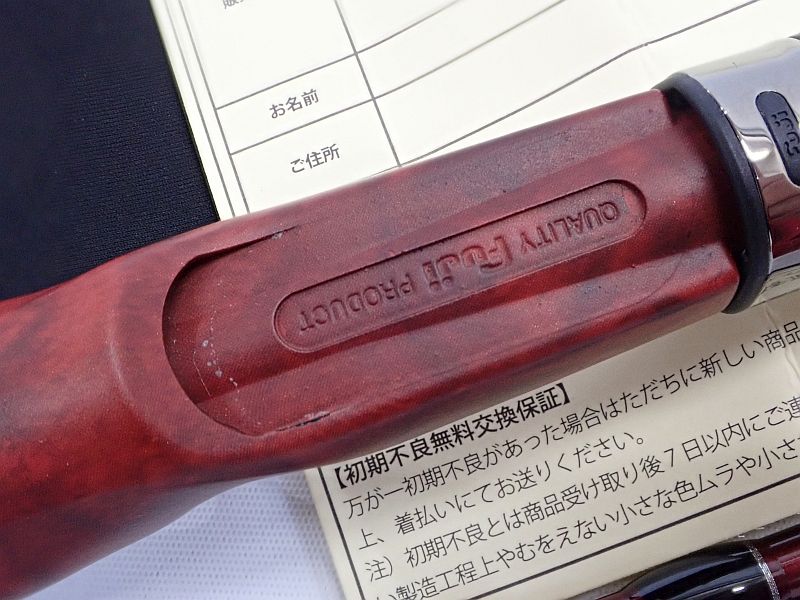 お名前
ご住所
QUALITY Fuji PRODUCT
Fuji
【初期不良無料交換保証】
万が一初期不良があった場合はただちに新しい商品
上、着払いにてお送りください。
注）初期不良とは商品受け取り後7日以内にご連
い製造工程上やむをえない小さな色ムラや小さ